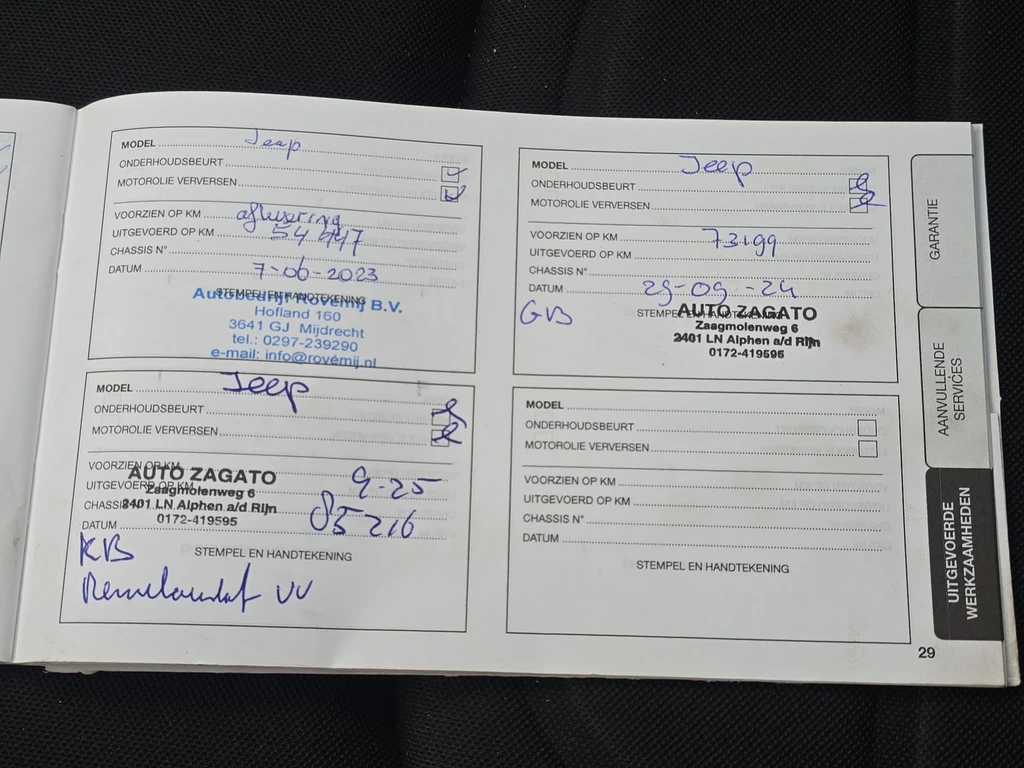 MODEL Jeep
ONDERHOUDSBEURT
MOTOROLIE VERVERSEN
VOORZIEN OP KM aflevering
UITGEVOERD OP KM 54 447
CHASSIS N°
DATUM 7-06-2023
STEMPEL EN HANDTEKENING
Autobedrijf Rovémij B.V.
Hofland 160
3641 GJ Mijdrecht
tel.: 0297-239290
e-mail: info@rovemij.nl
MODEL Jeep
ONDERHOUDSBEURT
MOTOROLIE VERVERSEN
VOORZIEN OP KM
UITGEVOERD OP KM 9-25
CHASSIS N°
DATUM 85216
AUTO ZAGATO
Zaagmolenweg 6
2401 LN Alphen a/d Rijn
0172-419595
KB
STEMPEL EN HANDTEKENING
VV
MODEL Jeep
ONDERHOUDSBEURT
MOTOROLIE VERVERSEN
VOORZIEN OP KM 73199
UITGEVOERD OP KM
CHASSIS N°
DATUM 29-09-24
GB
STEMPEL EN HANDTEKENING
AUTO ZAGATO
Zaagmolenweg 6
2401 LN Alphen a/d Rijn
0172-419595
MODEL
ONDERHOUDSBEURT
MOTOROLIE VERVERSEN
VOORZIEN OP KM
UITGEVOERD OP KM
CHASSIS N°
DATUM
STEMPEL EN HANDTEKENING
GARANTIE
AANVULLENDE
SERVICES
UITGEVOERDE
WERKZAAMHEDEN
29